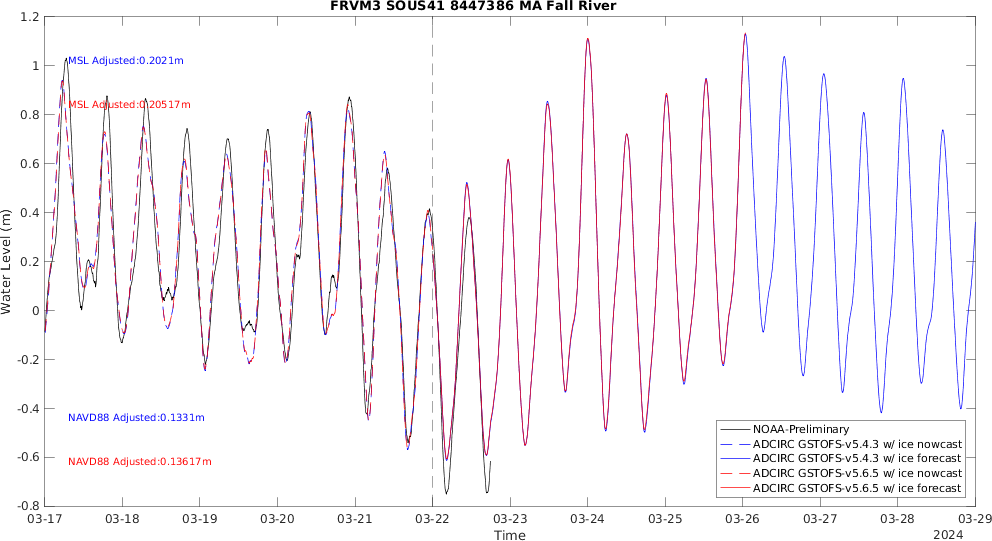 FRVM3 SOUS41 8447386 MA Fall River
1.2
1
0.8
0.6
0.4
0.2
0
-0.2
-0.4
-0.6
-0.8
Water Level (m)
MSL Adjusted:0.2021m
MSL Adjusted:0.20517m
NAVD88 Adjusted:0.1331m
NAVD88 Adjusted:0.13617m
NOAA-Preliminary
ADCIRC GSTOFS-v5.4.3 w/ ice nowcast
ADCIRC GSTOFS-v5.4.3 w/ ice forecast
ADCIRC GSTOFS-v5.6.5 w/ ice nowcast
ADCIRC GSTOFS-v5.6.5 w/ ice forecast
03-17 03-18 03-19 03-20 03-21 03-22 03-23 03-24 03-25 03-26 03-27 03-28 03-29
Time
2024